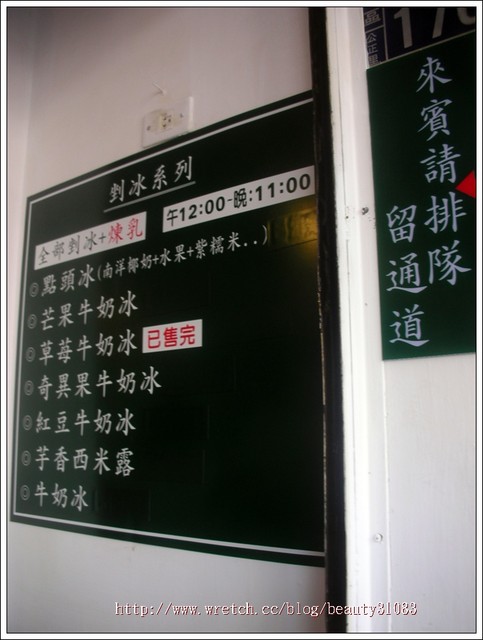 剉冰系列
全部剉冰+煉乳
午12:00-晚:11:00
◎點頭冰(南洋椰奶+水果+紫糯米..)
◎芒果牛奶冰
◎草莓牛奶冰 已售完
◎奇異果牛奶冰
◎紅豆牛奶冰
◎芋香西米露
◎牛奶冰
來賓請排隊
留通道
http://www.wretch.cc/blog/beauty31083